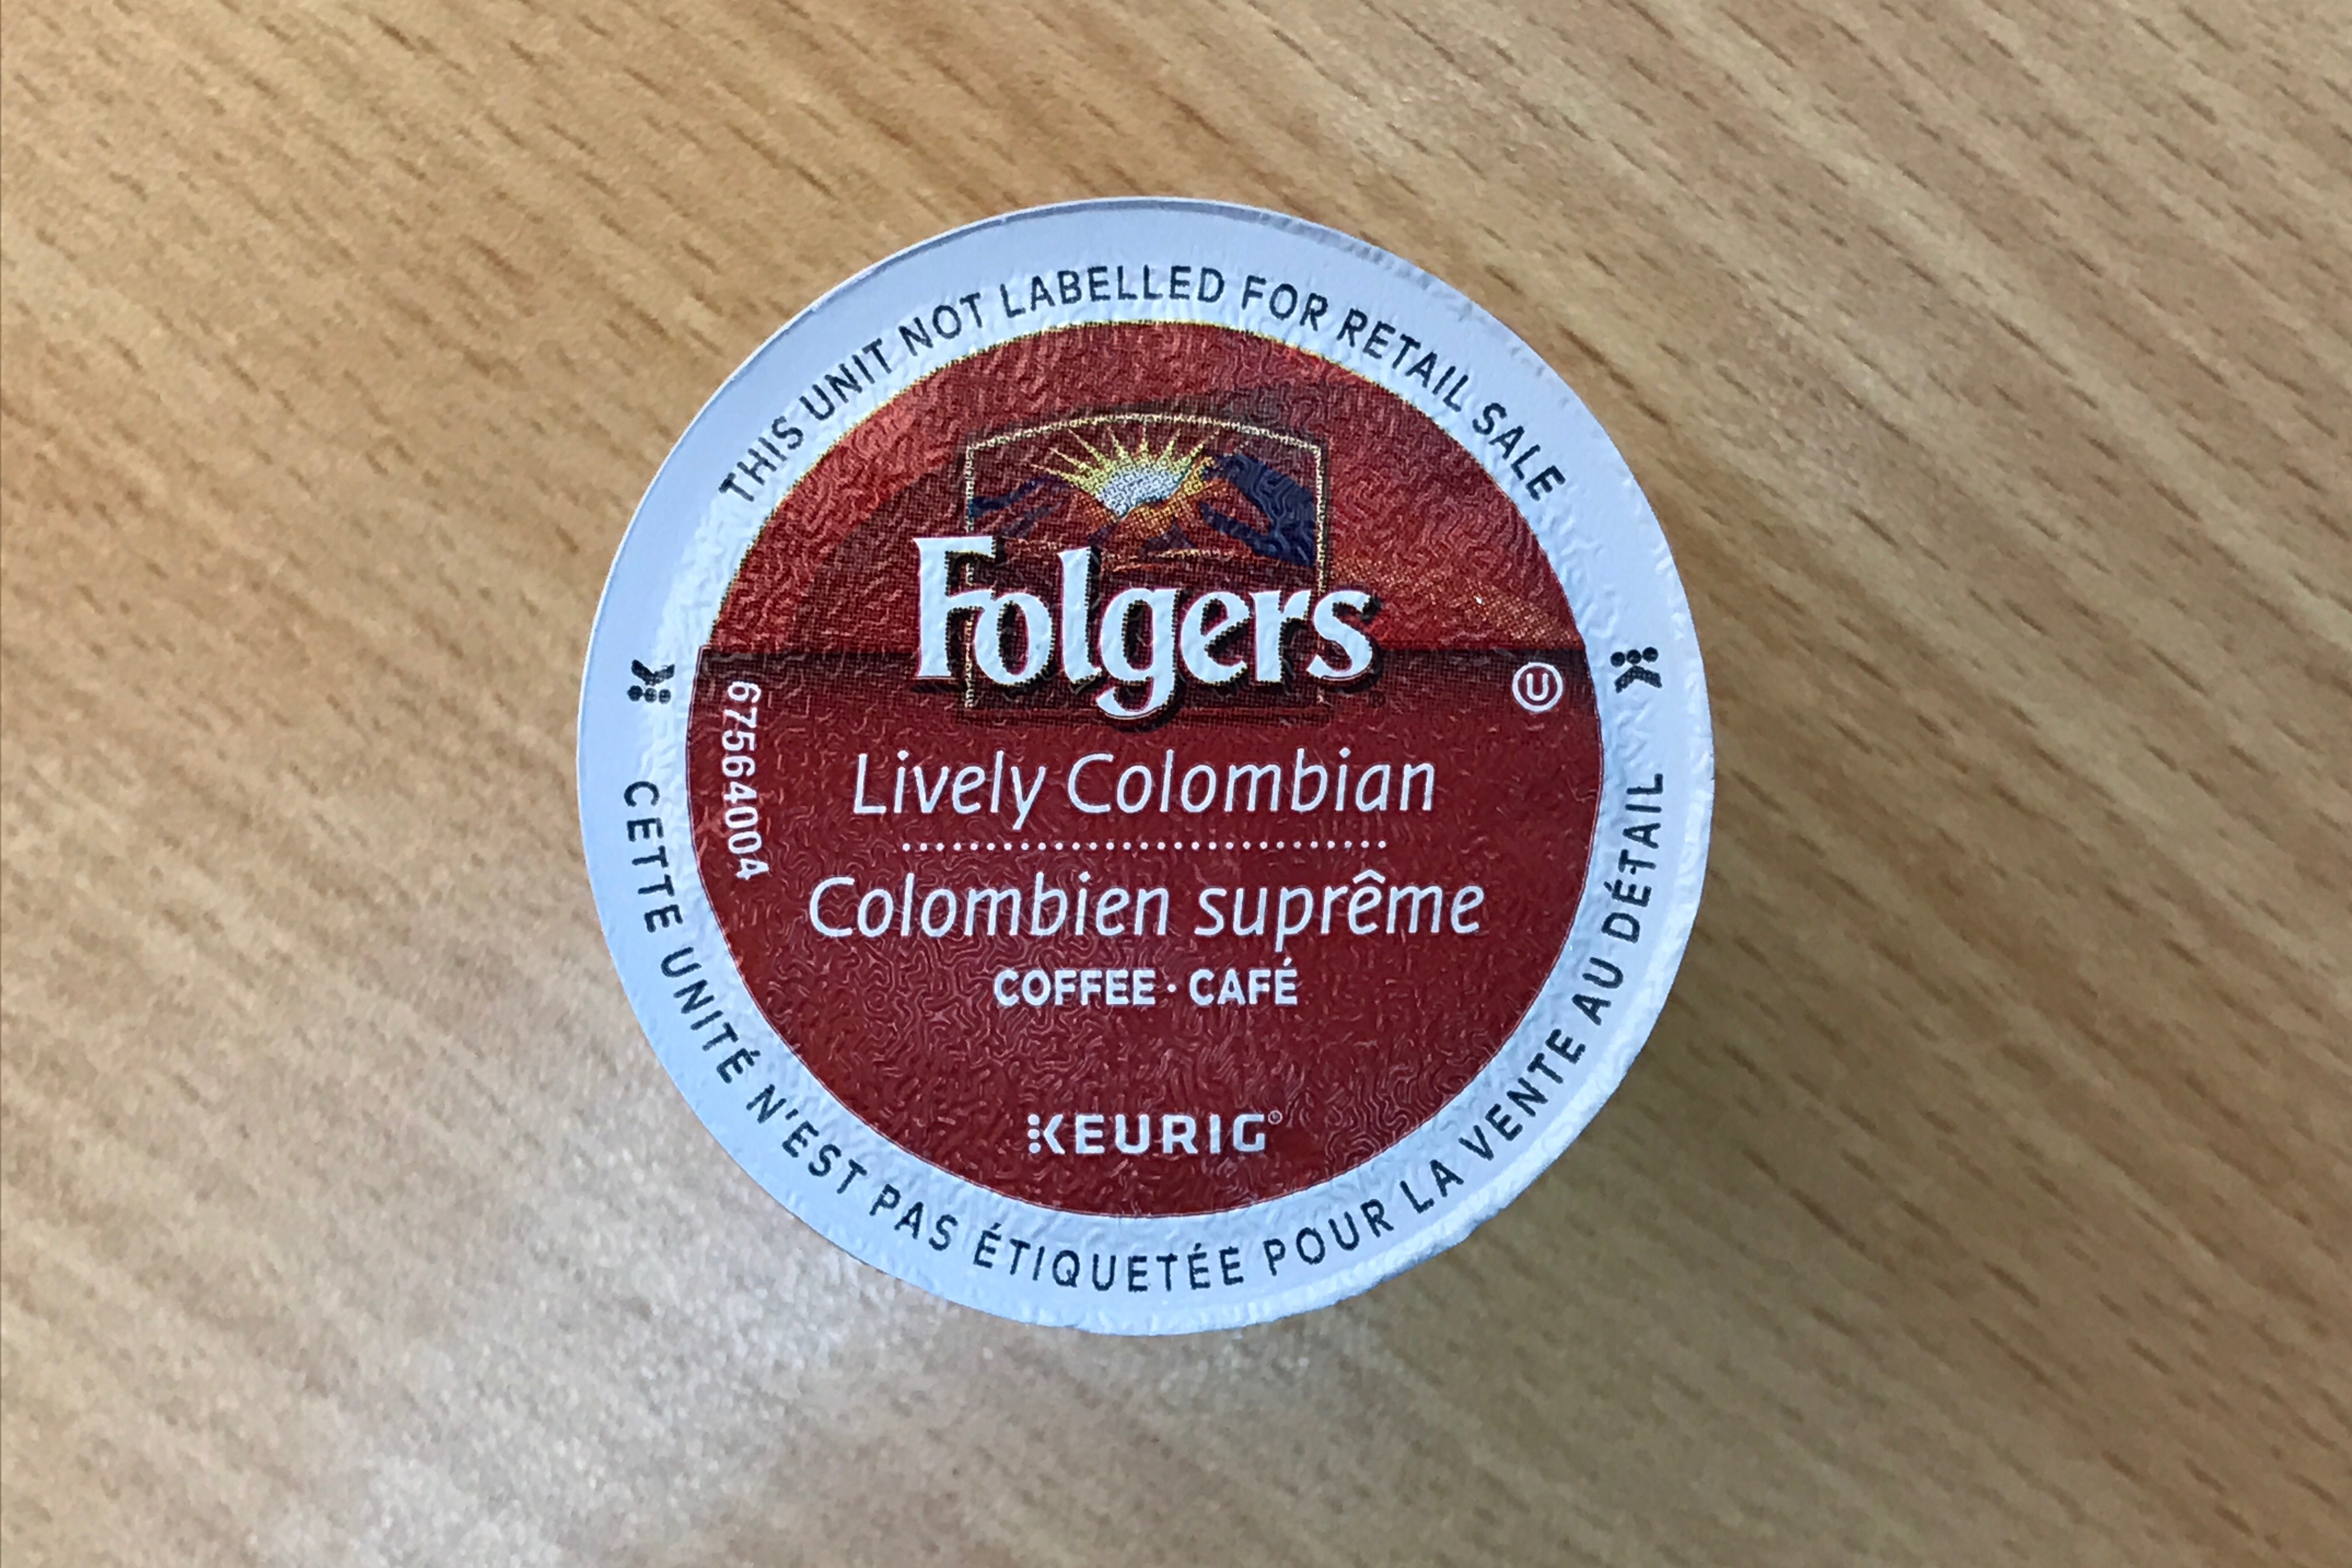 THIS UNIT NOT LABELLED FOR RETAIL SALE
Folgers
U
67564004
Lively Colombian
Colombien suprême
COFFEE · CAFÉ
KEURIG
CETTE UNITÉ N'EST PAS ÉTIQUETÉE POUR LA VENTE AU DÉTAIL